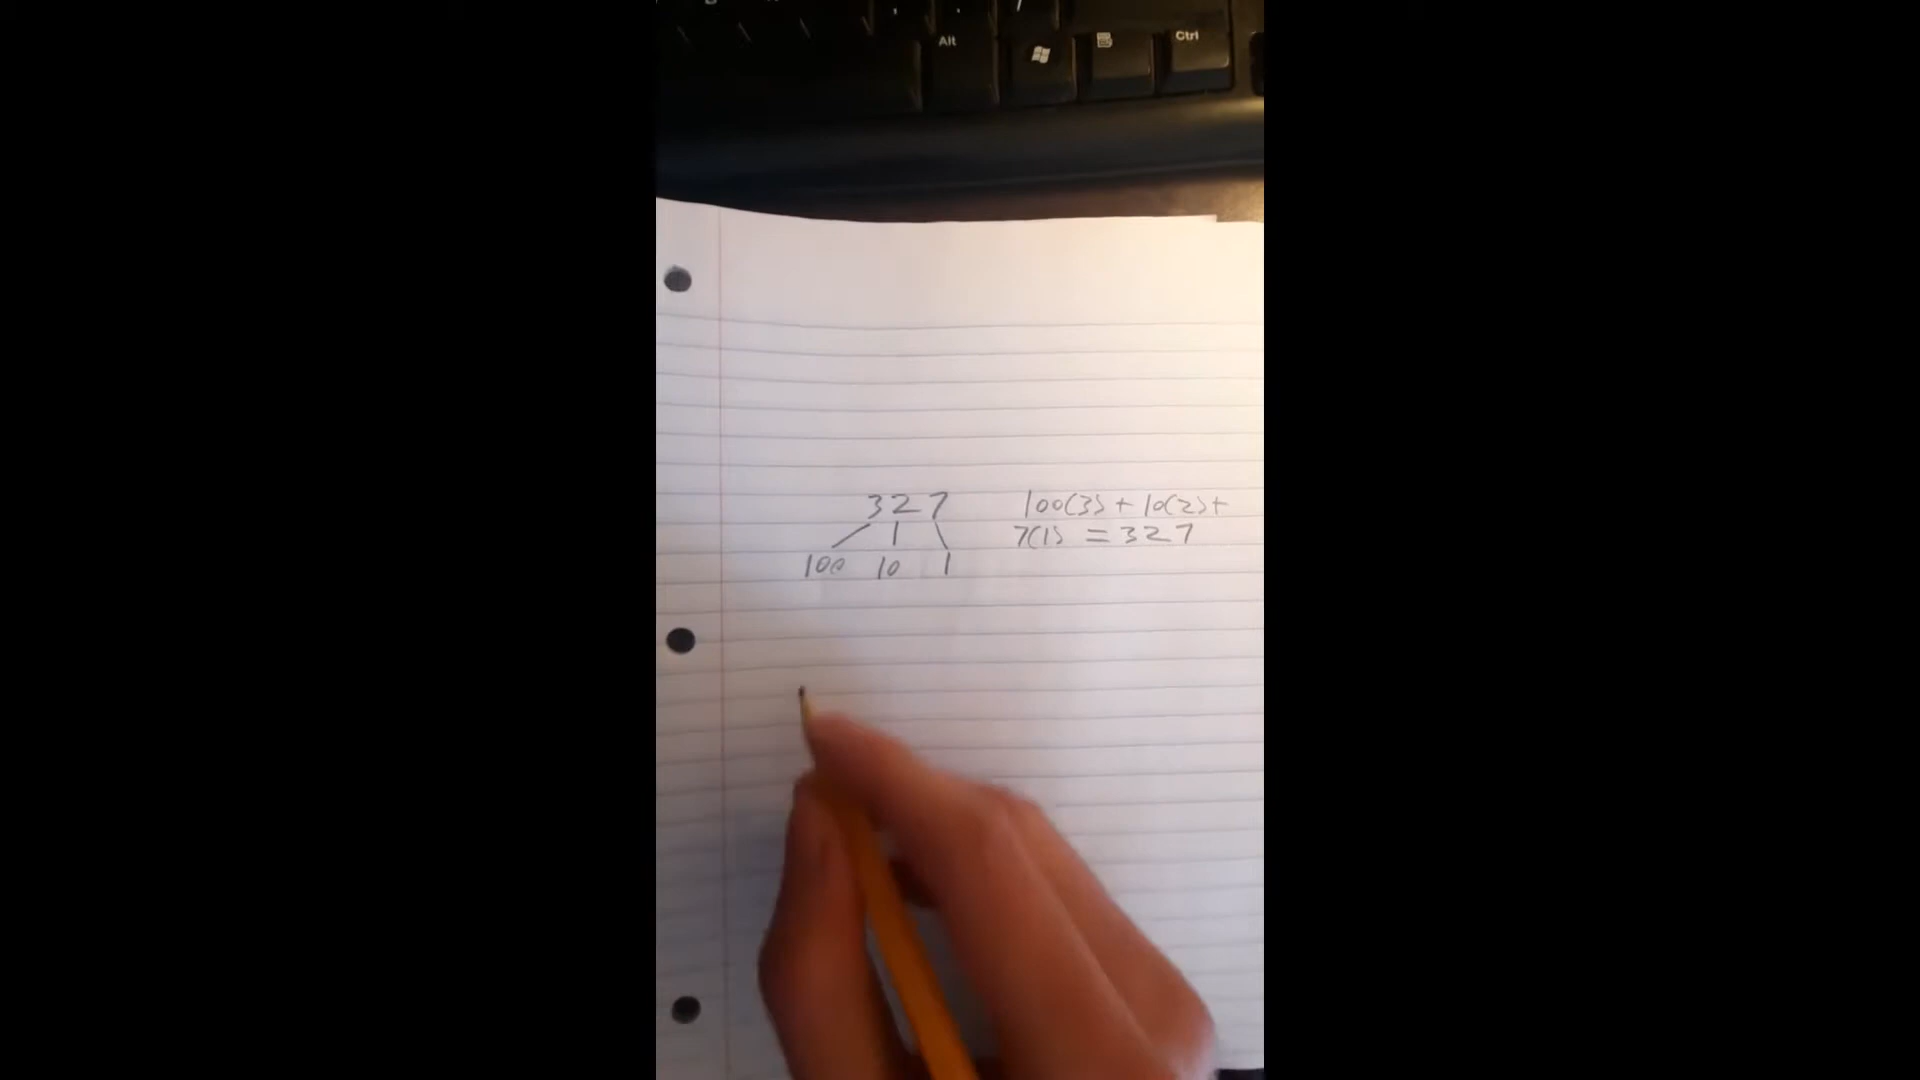 Alt Ctrl
327 100(3) + 10(2) +
7(1) = 327
100 10 1